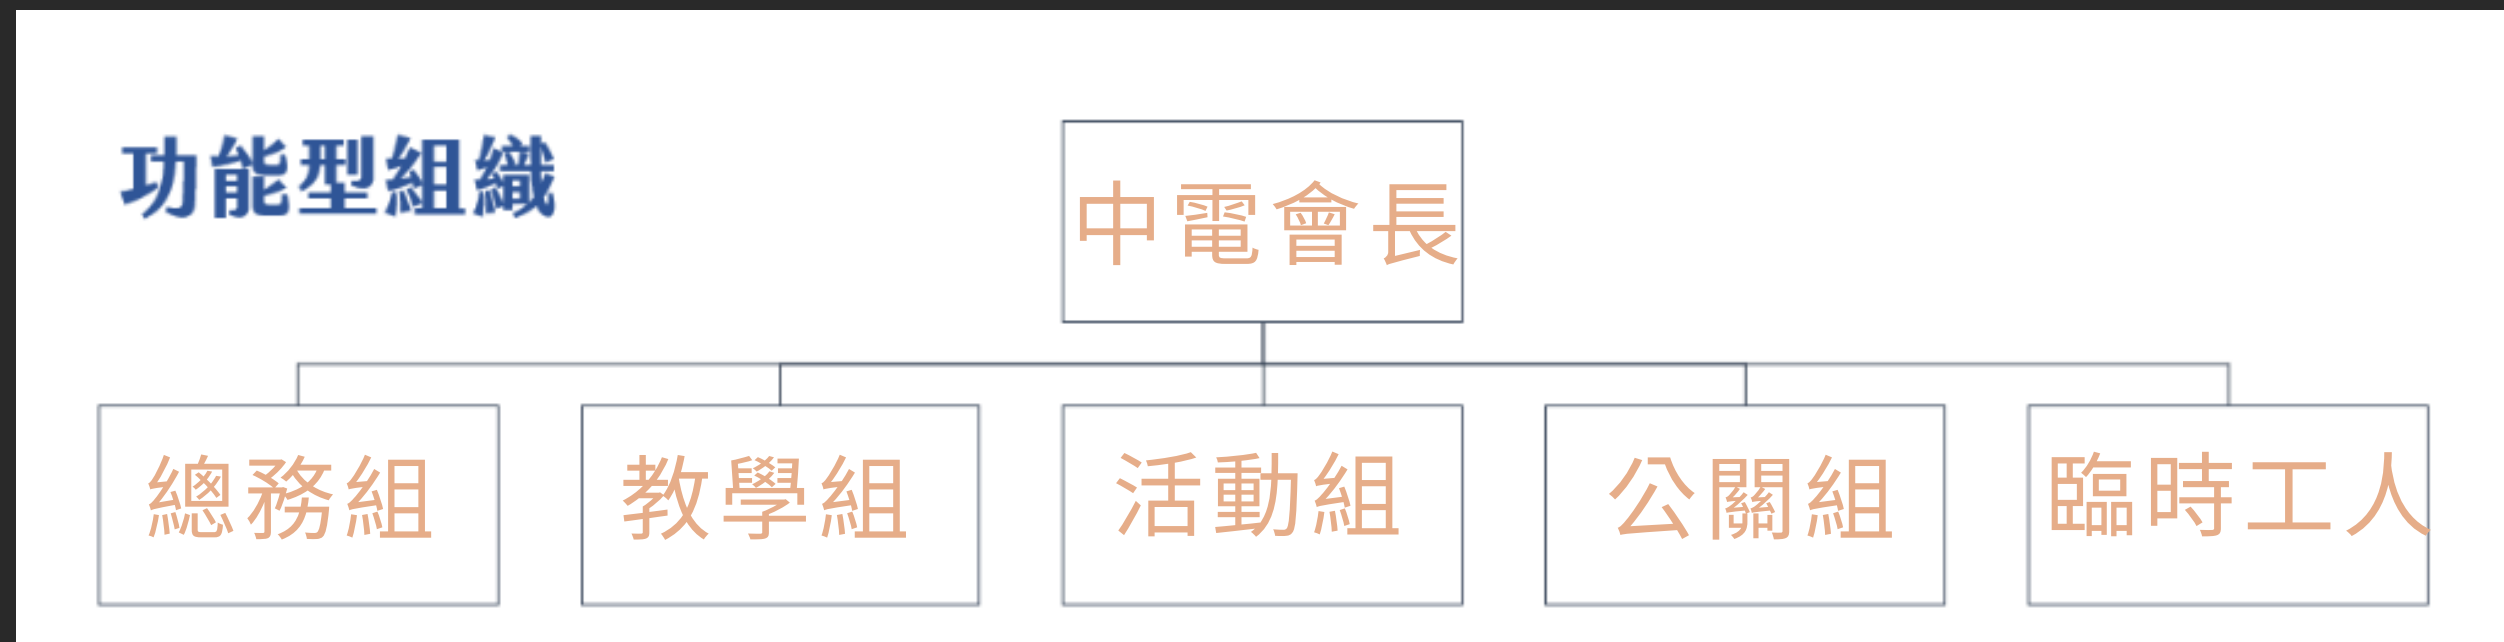 功能型組織
中電會長
總務組
教學組
活動組
公關組
臨時工人